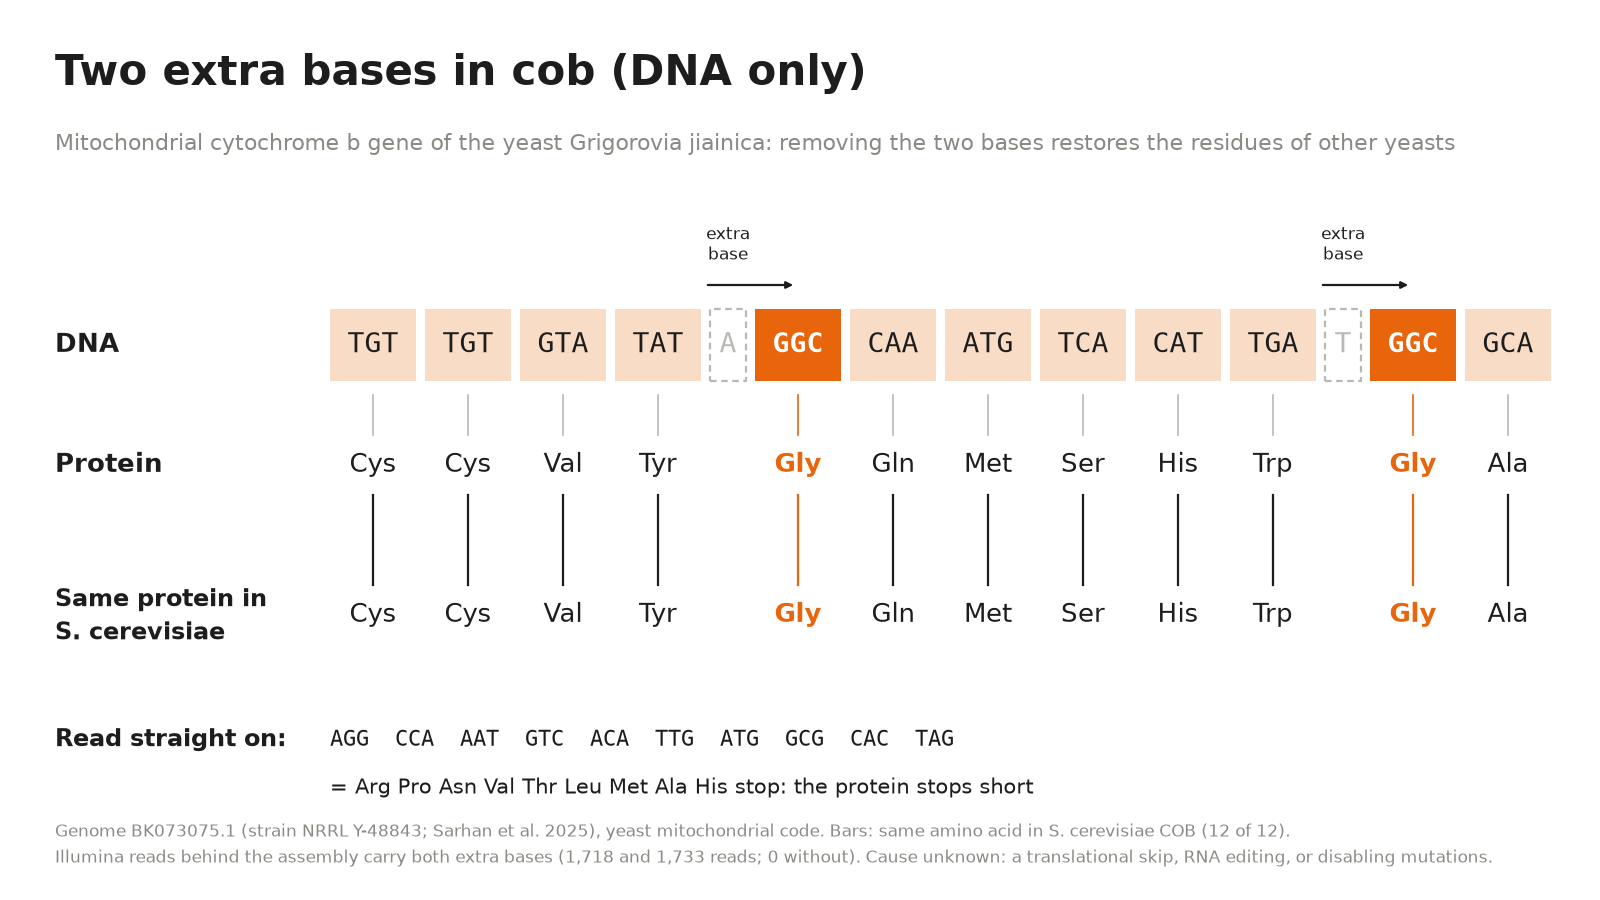 Two extra bases in cob (DNA only)
Mitochondrial cytochrome b gene of the yeast Grigorovia jiainica: removing the two bases restores the residues of other yeasts
extra
base
extra
base
DNA TGT TGT GTA TAT A GGC CAA ATG TCA CAT TGA T GGC GCA
Protein Cys Cys Val Tyr Gly Gln Met Ser His Trp Gly Ala
Same protein in
S. cerevisiae
Cys Cys Val Tyr Gly Gln Met Ser His Trp Gly Ala
Read straight on: AGG CCA AAT GTC ACA TTG ATG GCG CAC TAG
= Arg Pro Asn Val Thr Leu Met Ala His stop: the protein stops short
Genome BK073075.1 (strain NRRL Y-48843; Sarhan et al. 2025), yeast mitochondrial code. Bars: same amino acid in S. cerevisiae COB (12 of 12).
Illumina reads behind the assembly carry both extra bases (1,718 and 1,733 reads; 0 without). Cause unknown: a translational skip, RNA editing, or disabling mutations.